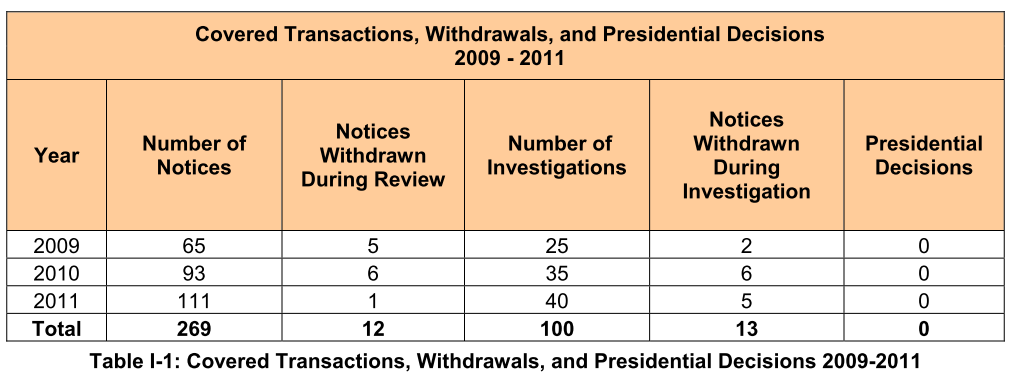 Covered Transactions, Withdrawals, and Presidential Decisions
2009 - 2011
Year
Number of
Notices
Notices
Withdrawn
During Review
Number of
Investigations
Notices
Withdrawn
During
Investigation
Presidential
Decisions
2009 65 5 25 2 0
2010 93 6 35 6 0
2011 111 1 40 5 0
Total 269 12 100 13 0
Table I-1: Covered Transactions, Withdrawals, and Presidential Decisions 2009-2011